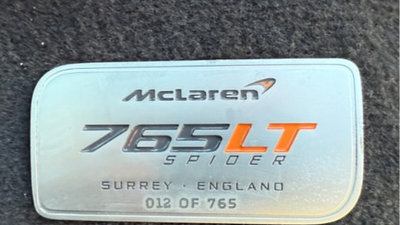 McLaren
765LT
SPIDER
SURREY · ENGLAND
012 OF 765